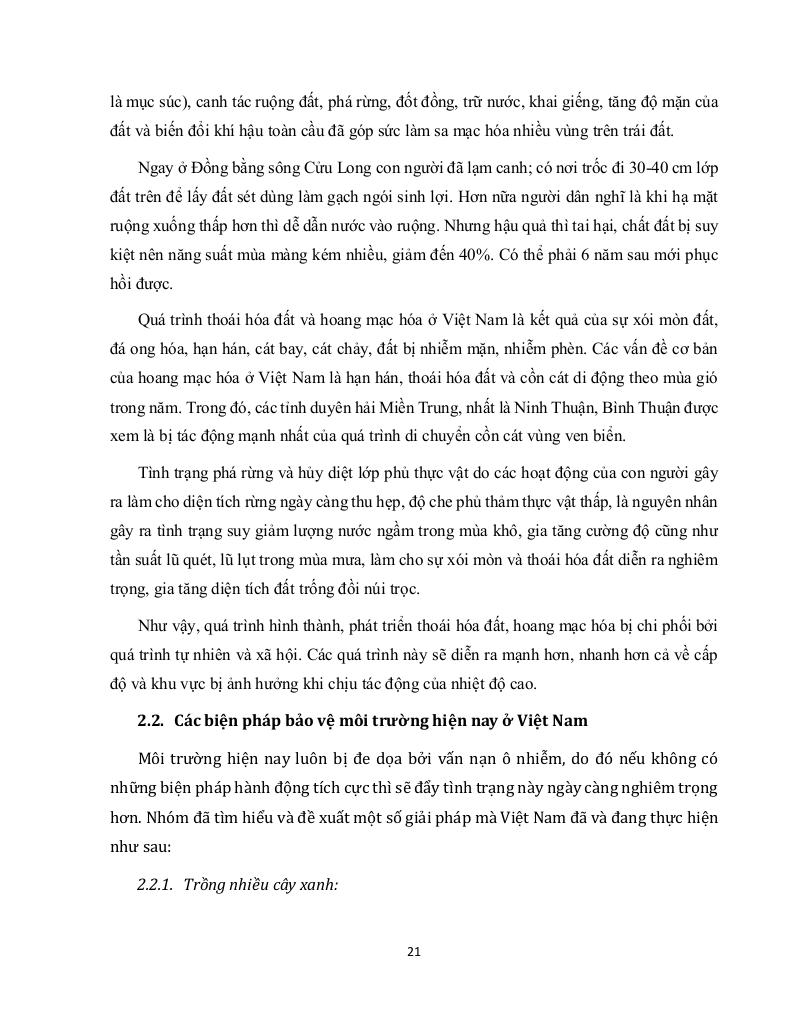 là mục súc), canh tác ruộng đất, phá rừng, đốt đồng, trữ nước, khai giếng, tăng độ mặn của
đất và biến đổi khí hậu toàn cầu đã góp sức làm sa mạc hóa nhiều vùng trên trái đất.
Ngay ở Đồng bằng sông Cửu Long con người đã lạm canh; có nơi trốc đi 30-40 cm lớp
đất trên để lấy đất sét dùng làm gạch ngói sinh lợi. Hơn nữa người dân nghĩ là khi hạ mặt
ruộng xuống thấp hơn thì dễ dẫn nước vào ruộng. Nhưng hậu quả thì tai hại, chất đất bị suy
kiệt nên năng suất mùa màng kém nhiều, giảm đến 40%. Có thể phải 6 năm sau mới phục
hồi được.
Quá trình thoái hóa đất và hoang mạc hóa ở Việt Nam là kết quả của sự xói mòn đất,
đá ong hóa, hạn hán, cát bay, cát chảy, đất bị nhiễm mặn, nhiễm phèn. Các vấn đề cơ bản
của hoang mạc hóa ở Việt Nam là hạn hán, thoái hóa đất và cồn cát di động theo mùa gió
trong năm. Trong đó, các tỉnh duyên hải Miền Trung, nhất là Ninh Thuận, Bình Thuận được
xem là bị tác động mạnh nhất của quá trình di chuyển cồn cát vùng ven biển.
Tình trạng phá rừng và hủy diệt lớp phủ thực vật do các hoạt động của con người gây
ra làm cho diện tích rừng ngày càng thu hẹp, độ che phủ thảm thực vật thấp, là nguyên nhân
gây ra tình trạng suy giảm lượng nước ngầm trong mùa khô, gia tăng cường độ cũng như
tần suất lũ quét, lũ lụt trong mùa mưa, làm cho sự xói mòn và thoái hóa đất diễn ra nghiêm
trọng, gia tăng diện tích đất trống đồi núi trọc.
Như vậy, quá trình hình thành, phát triển thoái hóa đất, hoang mạc hóa bị chi phối bởi
quá trình tự nhiên và xã hội. Các quá trình này sẽ diễn ra mạnh hơn, nhanh hơn cả về cấp
độ và khu vực bị ảnh hưởng khi chịu tác động của nhiệt độ cao.
2.2. Các biện pháp bảo vệ môi trường hiện nay ở Việt Nam
Môi trường hiện nay luôn bị đe dọa bởi vấn nạn ô nhiễm, do đó nếu không có
những biện pháp hành động tích cực thì sẽ đẩy tình trạng này ngày càng nghiêm trọng
hơn. Nhóm đã tìm hiểu và đề xuất một số giải pháp mà Việt Nam đã và đang thực hiện
như sau:
2.2.1. Trồng nhiều cây xanh:
21